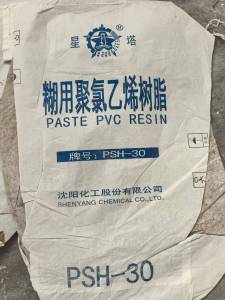 星 塔
糊用聚氯乙烯树脂
PASTE PVC RESIN
牌号：PSH-30
沈阳化工股份有限公司
SHENYANG CHEMICAL CO.,LTD.
PSH-30